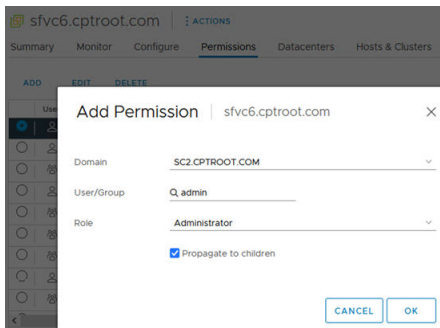 sfvc6.cptroot.com ACTIONS
Summary Monitor Configure Permissions Datacenters Hosts & Clusters
ADD EDIT DELETE
Use
Add Permission sfvc6.cptroot.com
Domain SC2.CPTROOT.COM
User/Group admin
Role Administrator
Propagate to children
CANCEL OK